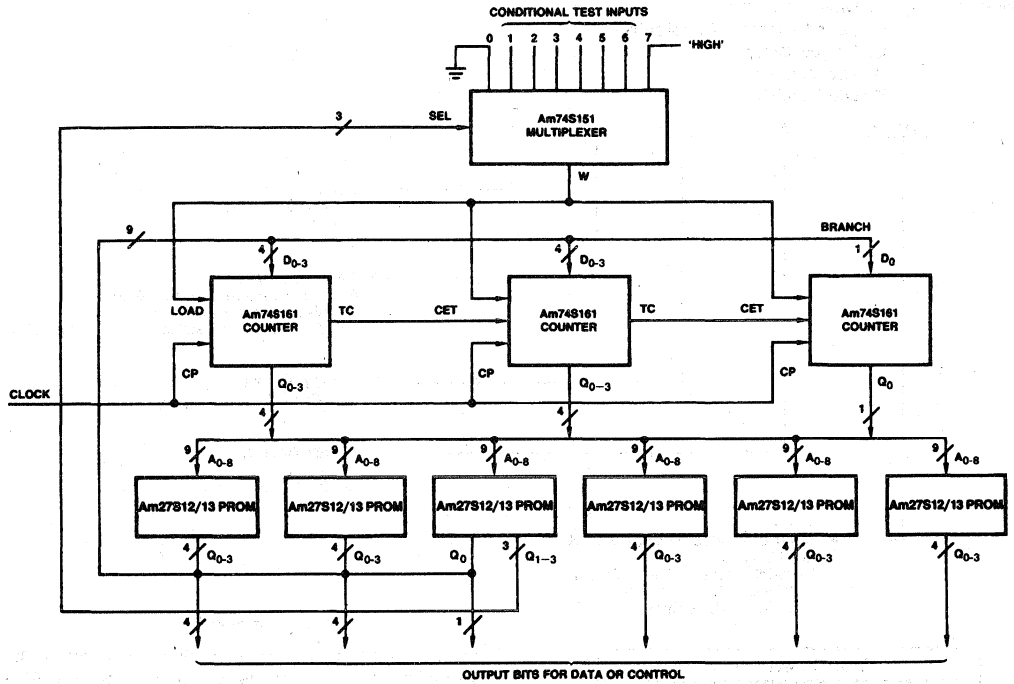 CONDITIONAL TEST INPUTS
0 1 2 3 4 5 6 7 'HIGH'
3 SEL
Am74S151
MULTIPLEXER
W
9 BRANCH
4 D0-3 4 D0-3 1 D0
LOAD
Am74S161
COUNTER
TC CET
Am74S161
COUNTER
TC CET
Am74S161
COUNTER
CP CP CP
CLOCK
Q0-3 Q0-3 Q0
4 4 1
9 A0-8 9 A0-8 9 A0-8 9 A0-8 9 A0-8 9 A0-8
Am27S12/13 PROM Am27S12/13 PROM Am27S12/13 PROM Am27S12/13 PROM Am27S12/13 PROM Am27S12/13 PROM
4 Q0-3 4 Q0-3 Q0 3 Q1-3 4 Q0-3 4 Q0-3 4 Q0-3
4 4 1
OUTPUT BITS FOR DATA OR CONTROL